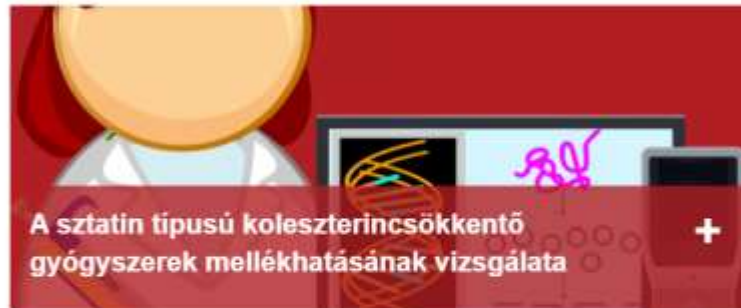 A sztatin típusú koleszterincsökkentő
gyógyszerek mellékhatásának vizsgálata
+